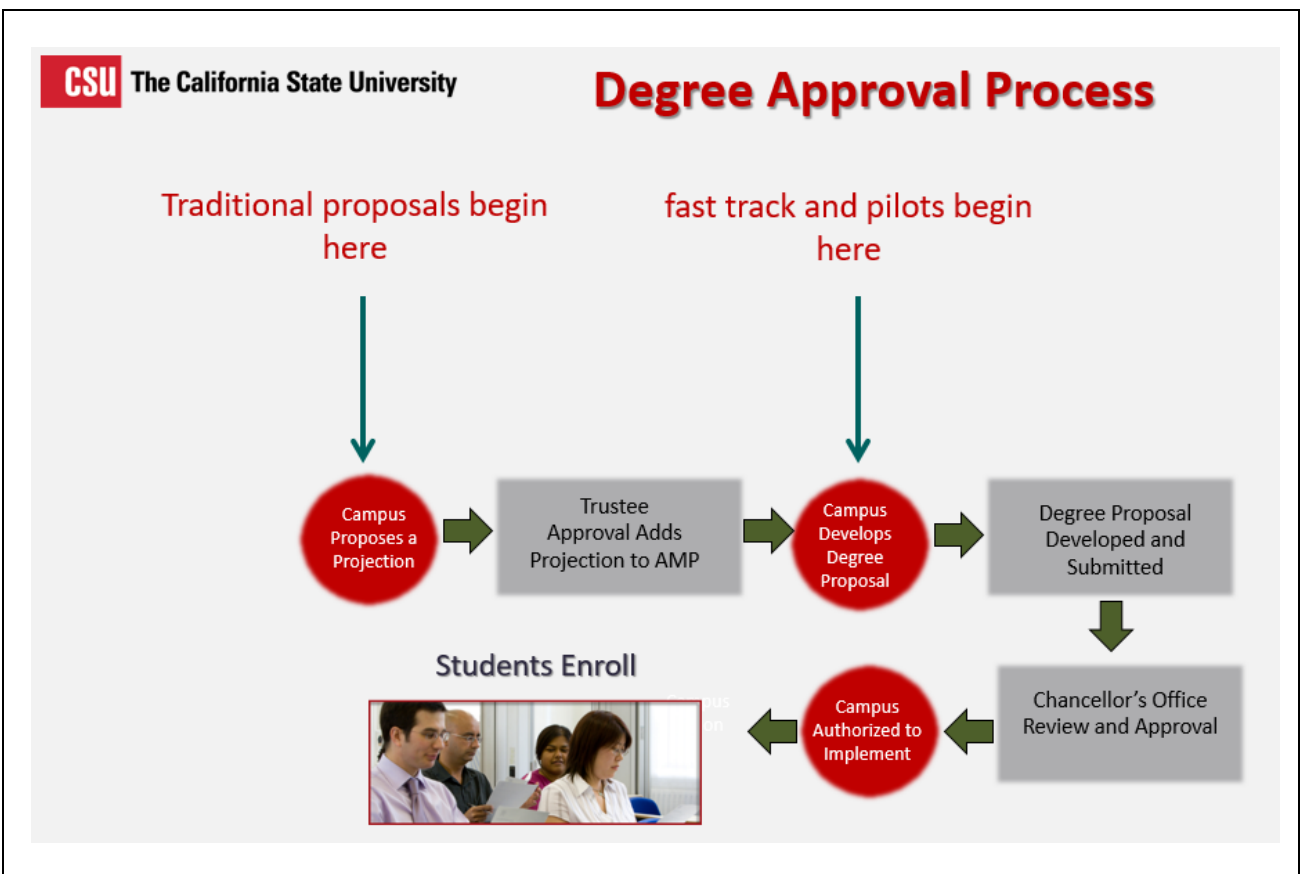 CSU The California State University
Degree Approval Process
Traditional proposals begin
here
fast track and pilots begin
here
Campus
Proposes a
Projection
Trustee
Approval Adds
Projection to AMP
Campus
Develops
Degree
Proposal
Degree Proposal
Developed and
Submitted
Chancellor’s Office
Review and Approval
Campus
Authorized to
Implement
Students Enroll